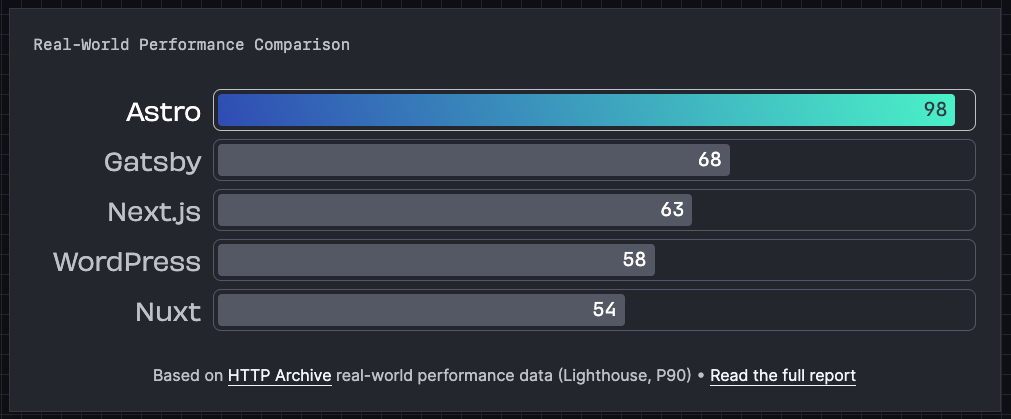 Real-World Performance Comparison
Astro 98
Gatsby 68
Next.js 63
WordPress 58
Nuxt 54
Based on HTTP Archive real-world performance data (Lighthouse, P90) • Read the full report